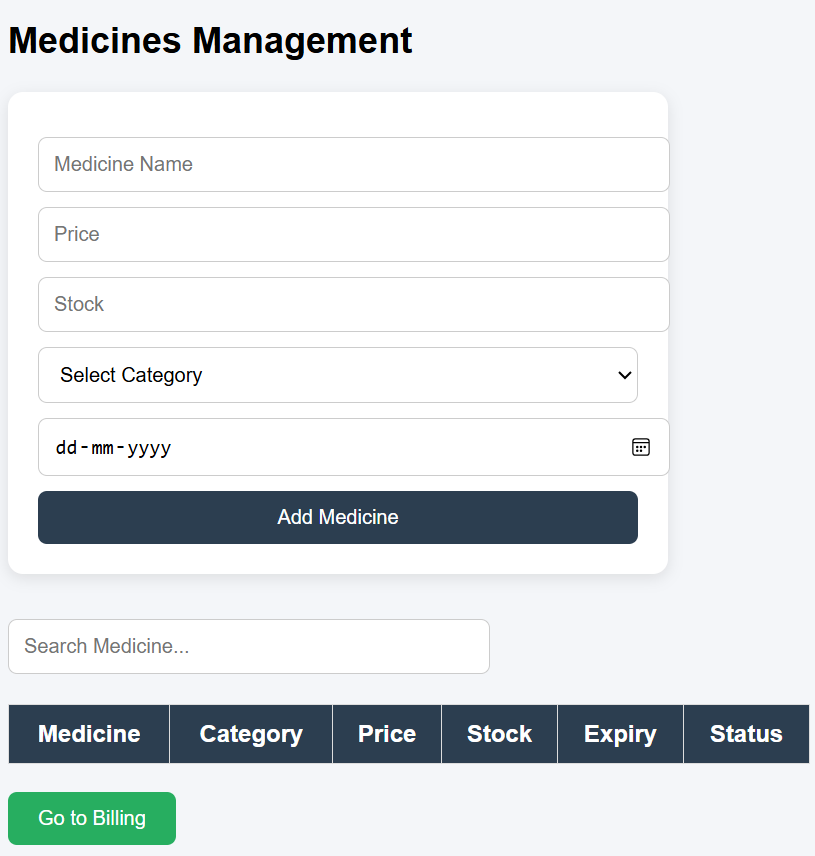 Medicines Management
Medicine Name
Price
Stock
Select Category
dd-mm-yyyy
Add Medicine
Search Medicine...
Medicine Category Price Stock Expiry Status
Go to Billing